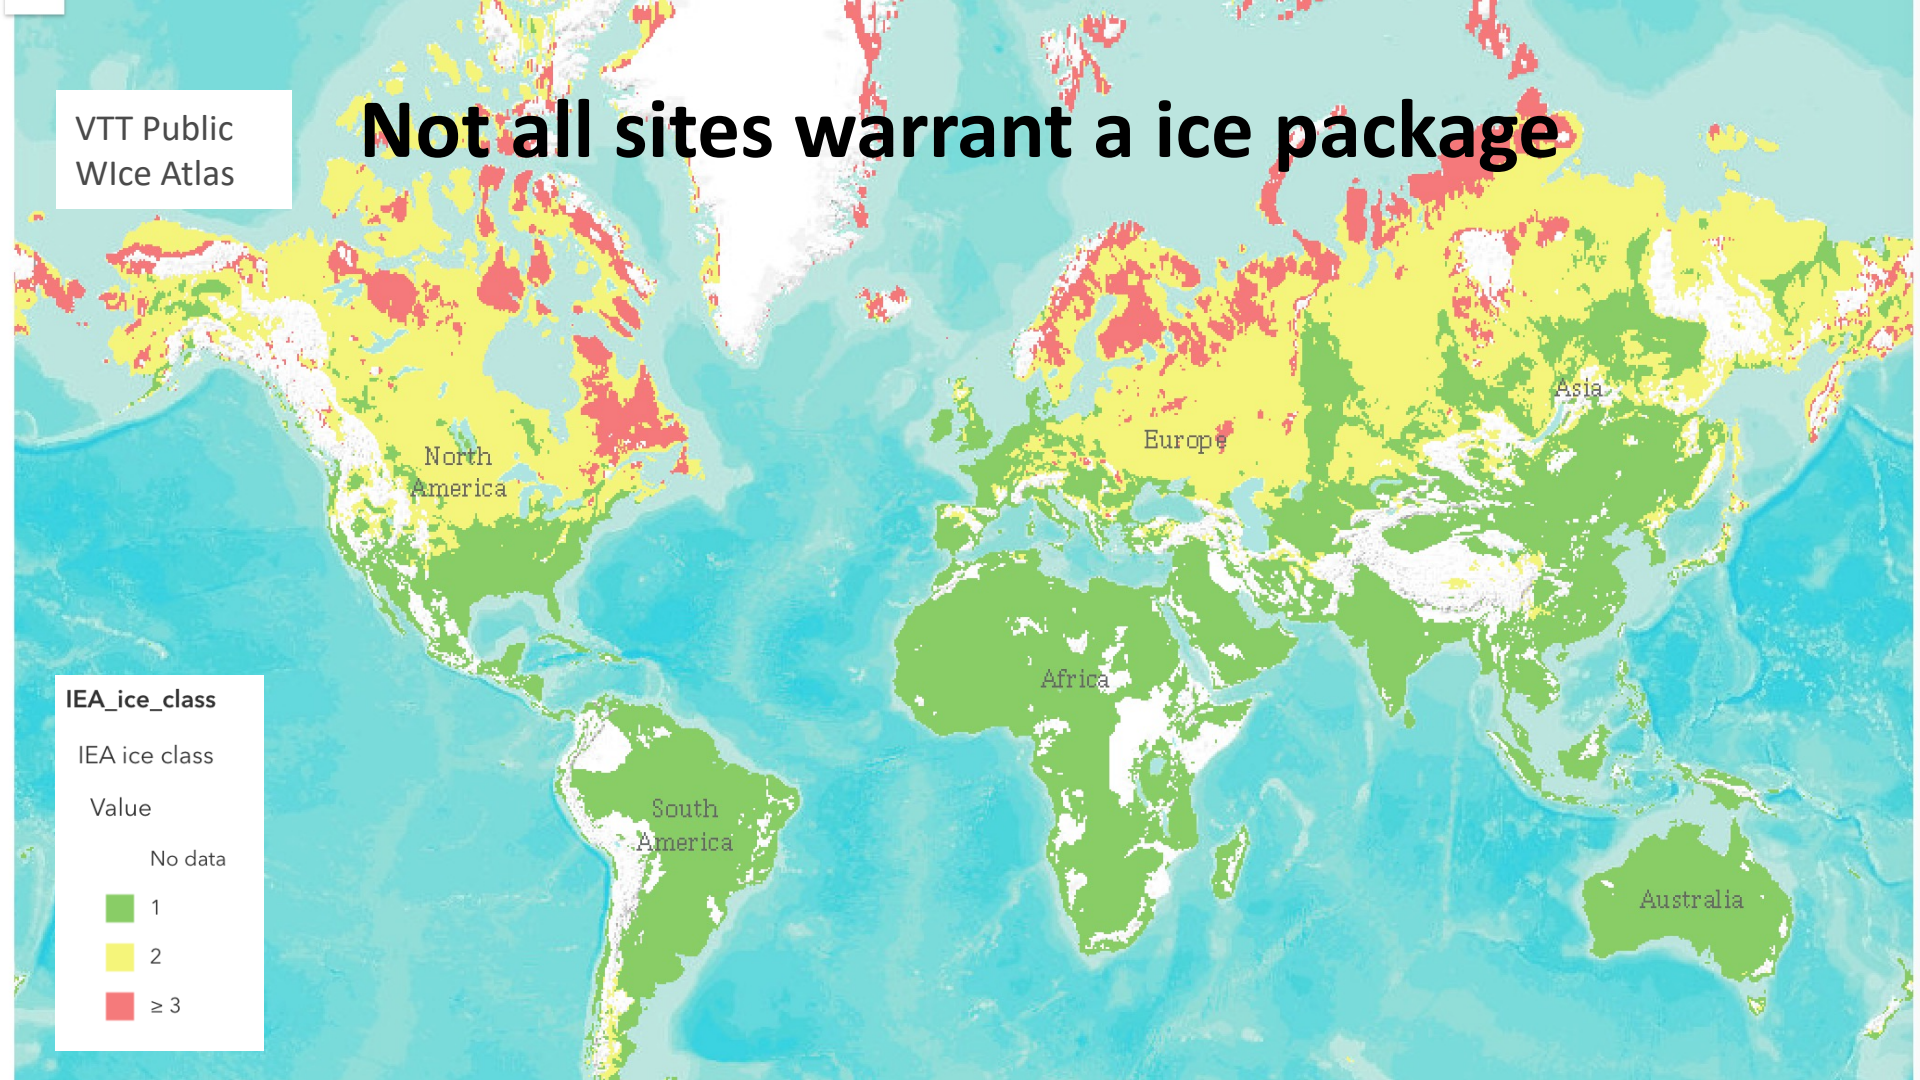 Not all sites warrant a ice package
VTT Public
WIce Atlas
Asia
Europe
North
America
Africa
South
America
Australia
IEA_ice_class
IEA ice class
Value
No data
1
2
≥ 3